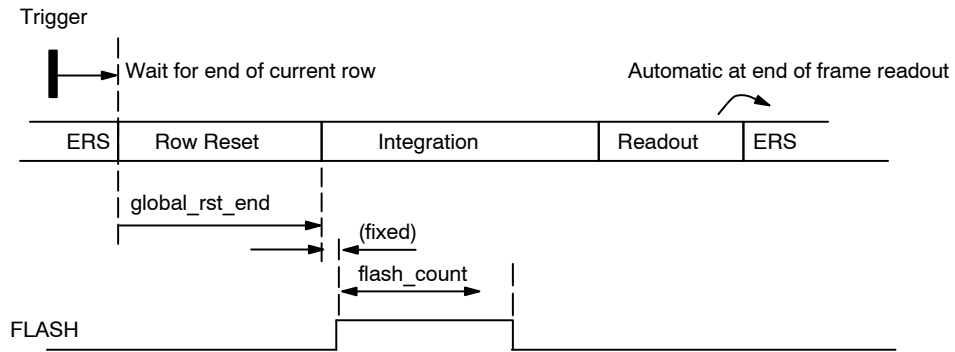 Trigger
Wait for end of current row
Automatic at end of frame readout
ERS
Row Reset
Integration
Readout
ERS
global_rst_end
(fixed)
flash_count
FLASH